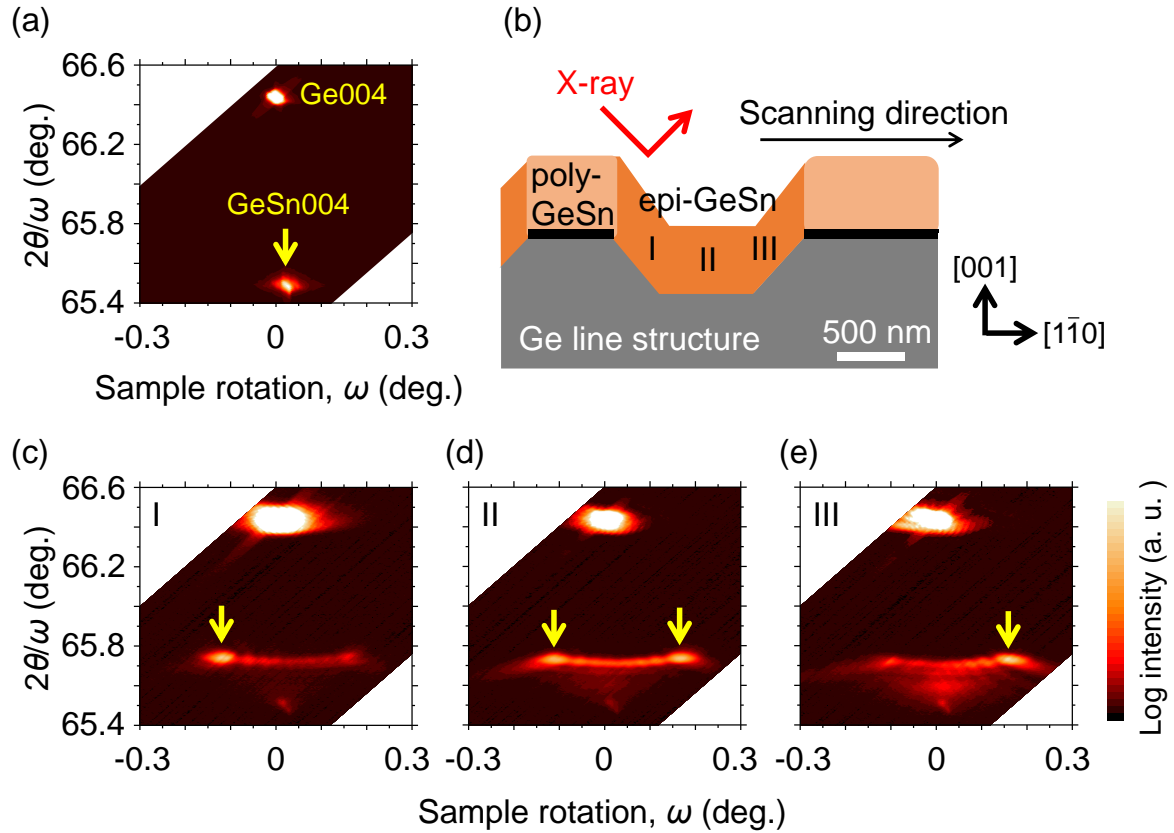 (a)
66.6
66.2
65.8
65.4
2θ/ω (deg.)
Ge004
GeSn004
-0.3
0
0.3
Sample rotation, ω (deg.)
(b)
X-ray
Scanning direction
poly-
GeSn
epi-GeSn
I
II
III
[001]
[11̄0]
Ge line structure
500 nm
(c)
66.6
66.2
65.8
65.4
2θ/ω (deg.)
I
-0.3
0
0.3
(d)
II
-0.3
0
0.3
(e)
III
-0.3
0
0.3
Sample rotation, ω (deg.)
Log intensity (a. u.)